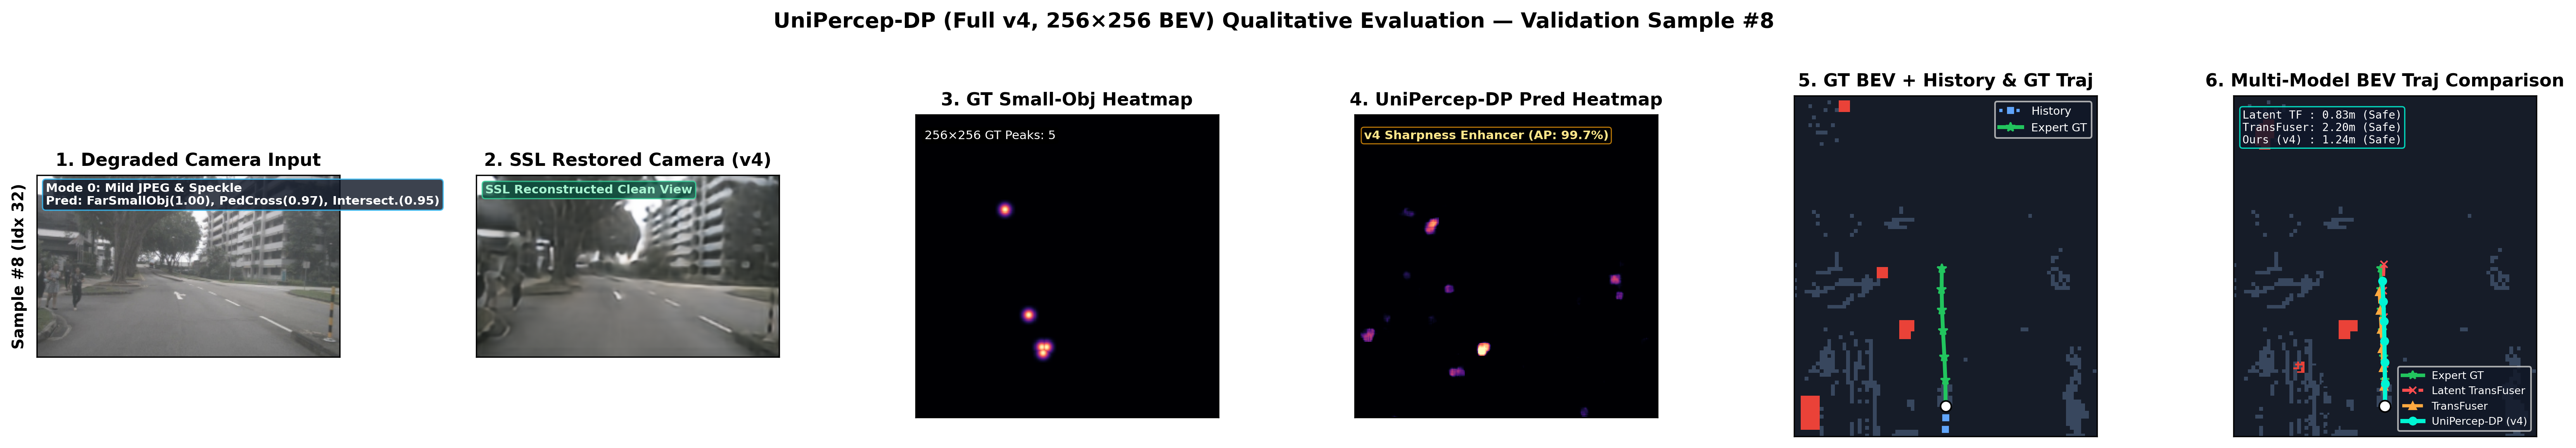 UniPercep-DP (Full v4, 256×256 BEV) Qualitative Evaluation — Validation Sample #8
Sample #8 (Idx 32)
1. Degraded Camera Input
Mode 0: Mild JPEG & Speckle
Pred: FarSmallObj(1.00), PedCross(0.97), Intersect.(0.95)
2. SSL Restored Camera (v4)
SSL Reconstructed Clean View
3. GT Small-Obj Heatmap
256×256 GT Peaks: 5
4. UniPercep-DP Pred Heatmap
v4 Sharpness Enhancer (AP: 99.7%)
5. GT BEV + History & GT Traj
History
Expert GT
6. Multi-Model BEV Traj Comparison
Latent TF : 0.83m (Safe)
TransFuser: 2.20m (Safe)
Ours (v4) : 1.24m (Safe)
Expert GT
Latent TransFuser
TransFuser
UniPercep-DP (v4)